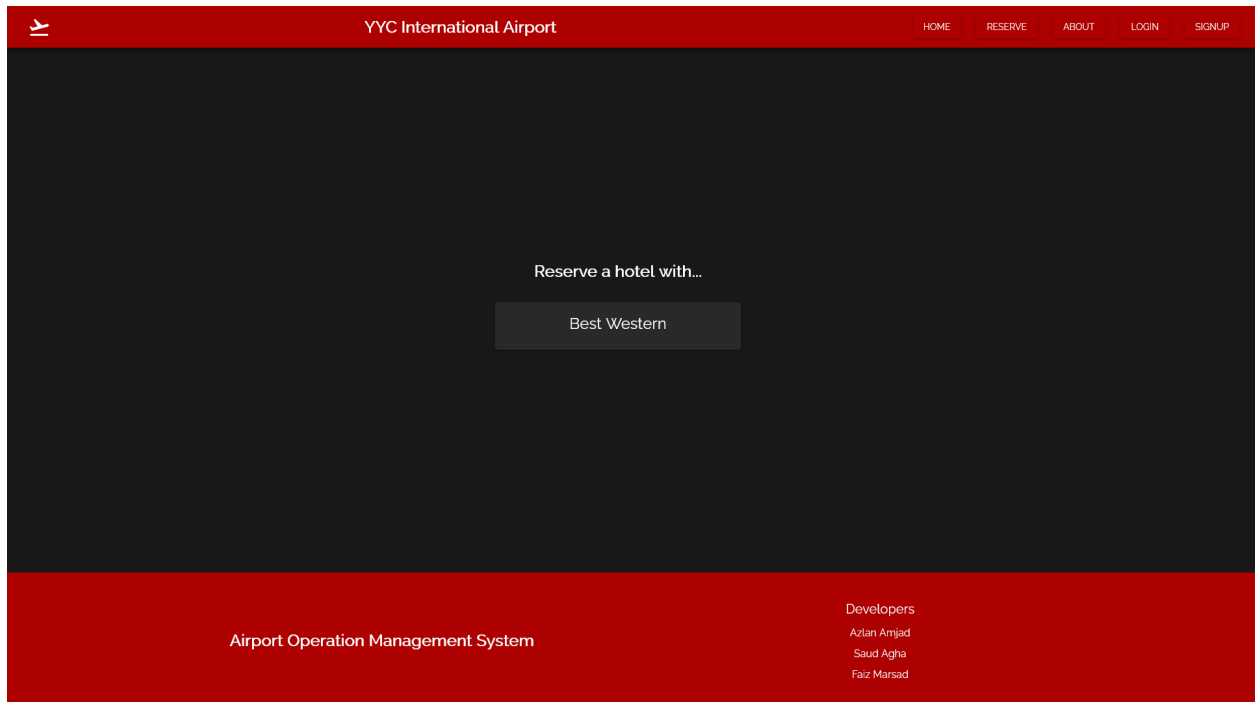 YYC International Airport
HOME RESERVE ABOUT LOGIN SIGNUP
Reserve a hotel with...
Best Western
Airport Operation Management System
Developers
Azlan Amjad
Saud Agha
Faiz Marsad